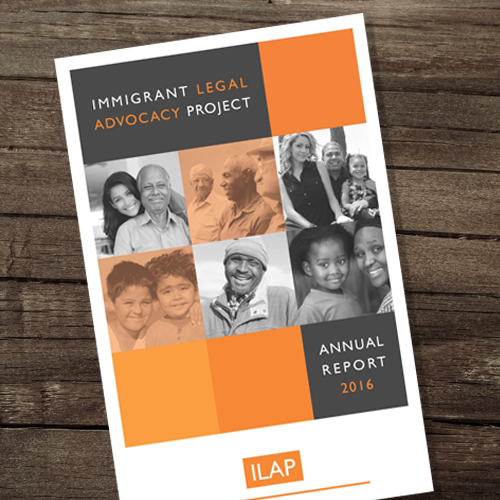 IMMIGRANT LEGAL
ADVOCACY PROJECT
ANNUAL
REPORT
2016
ILAP